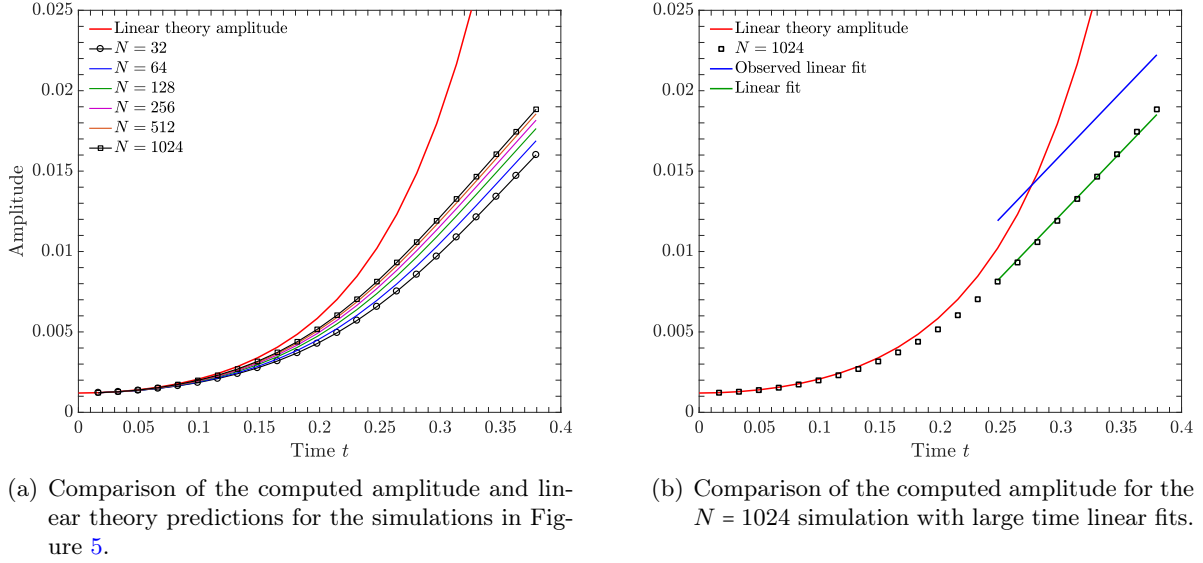 0.025
0.02
0.015
0.01
0.005
0
0
0.05
0.1
0.15
0.2
0.25
0.3
0.35
0.4
Amplitude
Time t
Linear theory amplitude
N = 32
N = 64
N = 128
N = 256
N = 512
N = 1024
(a) Comparison of the computed amplitude and lin-
ear theory predictions for the simulations in Fig-
ure 5.
0.025
0.02
0.015
0.01
0.005
0
0
0.05
0.1
0.15
0.2
0.25
0.3
0.35
0.4
Time t
Linear theory amplitude
N = 1024
Observed linear fit
Linear fit
(b) Comparison of the computed amplitude for the
N = 1024 simulation with large time linear fits.